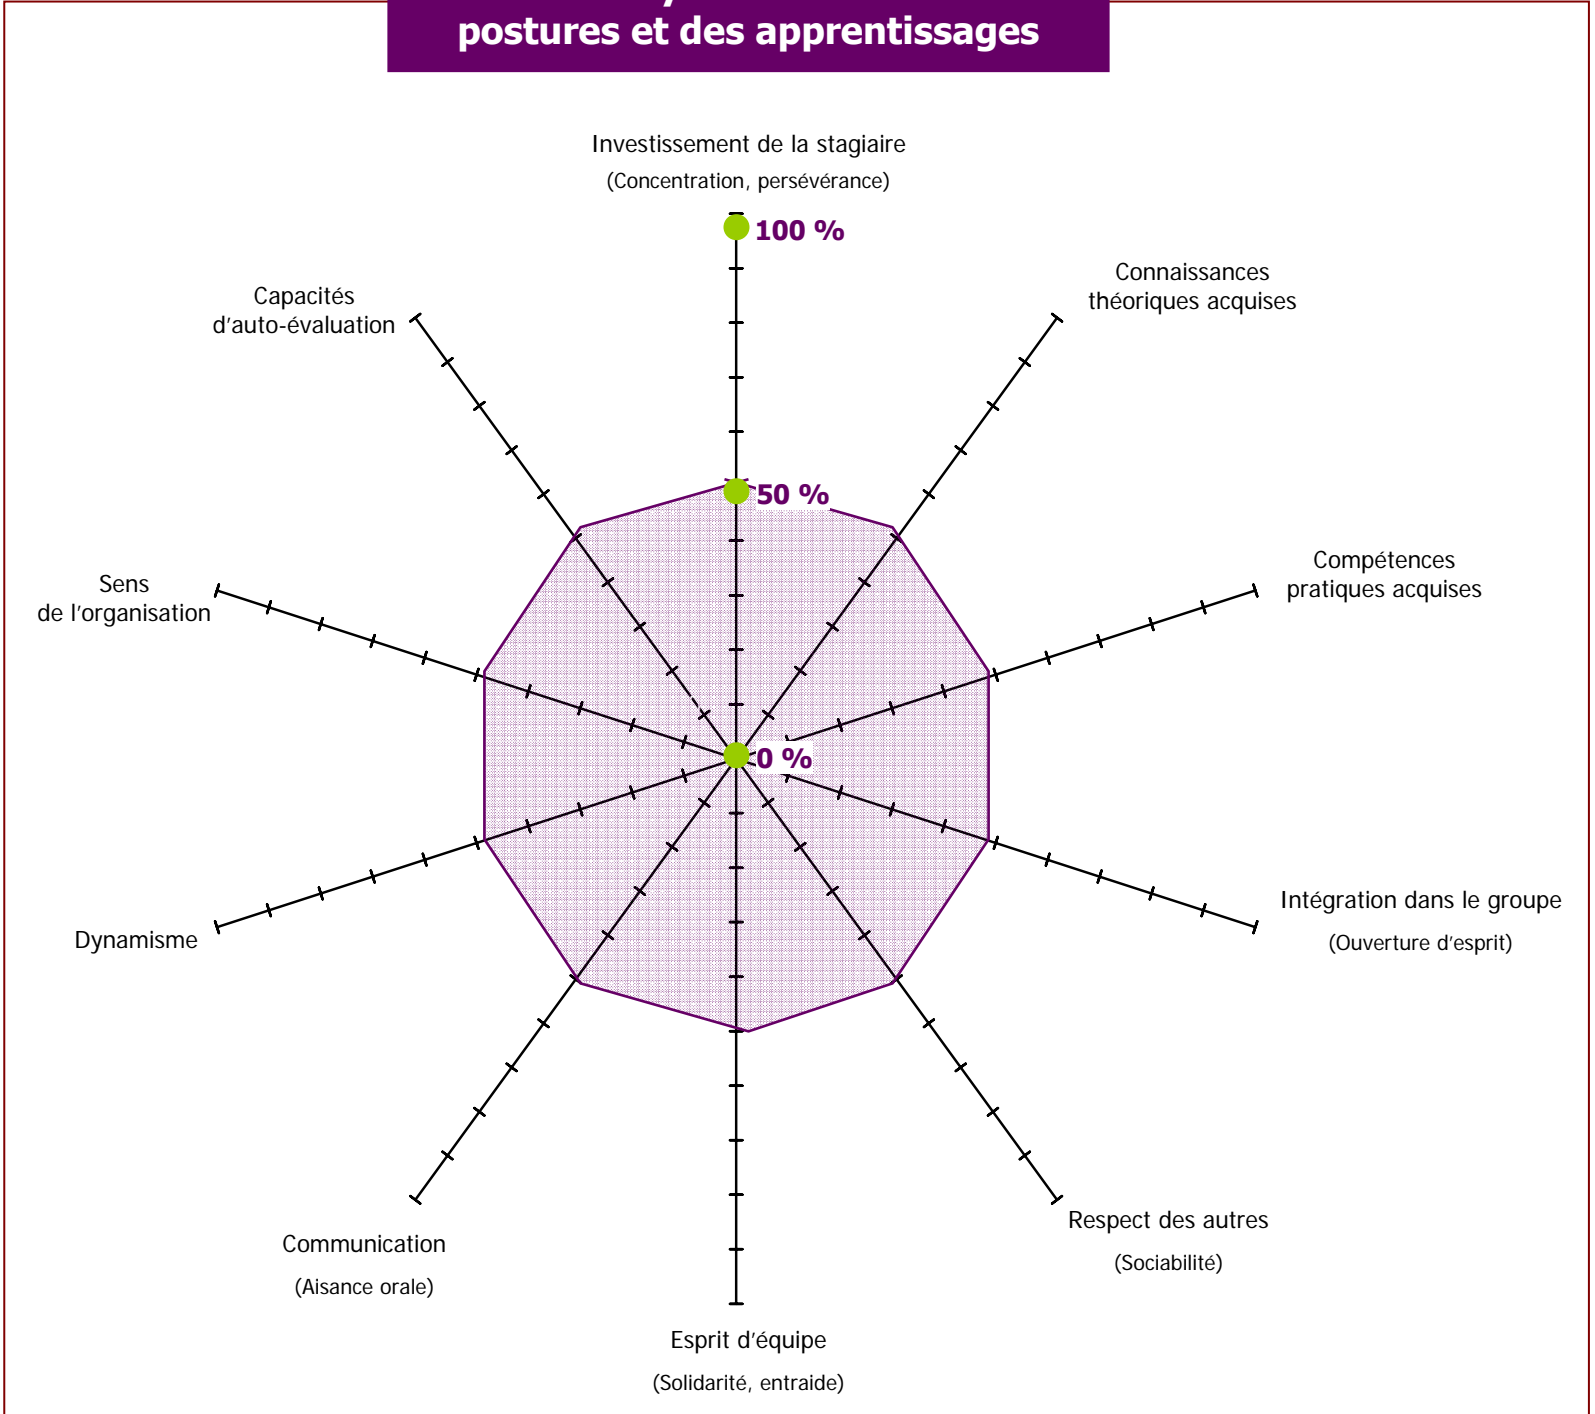 postures et des apprentissages
Investissement de la stagiaire
(Concentration, persévérance)
100 %
Connaissances
théoriques acquises
Capacités
d'auto-évaluation
50 %
Compétences
pratiques acquises
Sens
de l'organisation
0 %
Intégration dans le groupe
(Ouverture d'esprit)
Dynamisme
Respect des autres
(Sociabilité)
Communication
(Aisance orale)
Esprit d'équipe
(Solidarité, entraide)